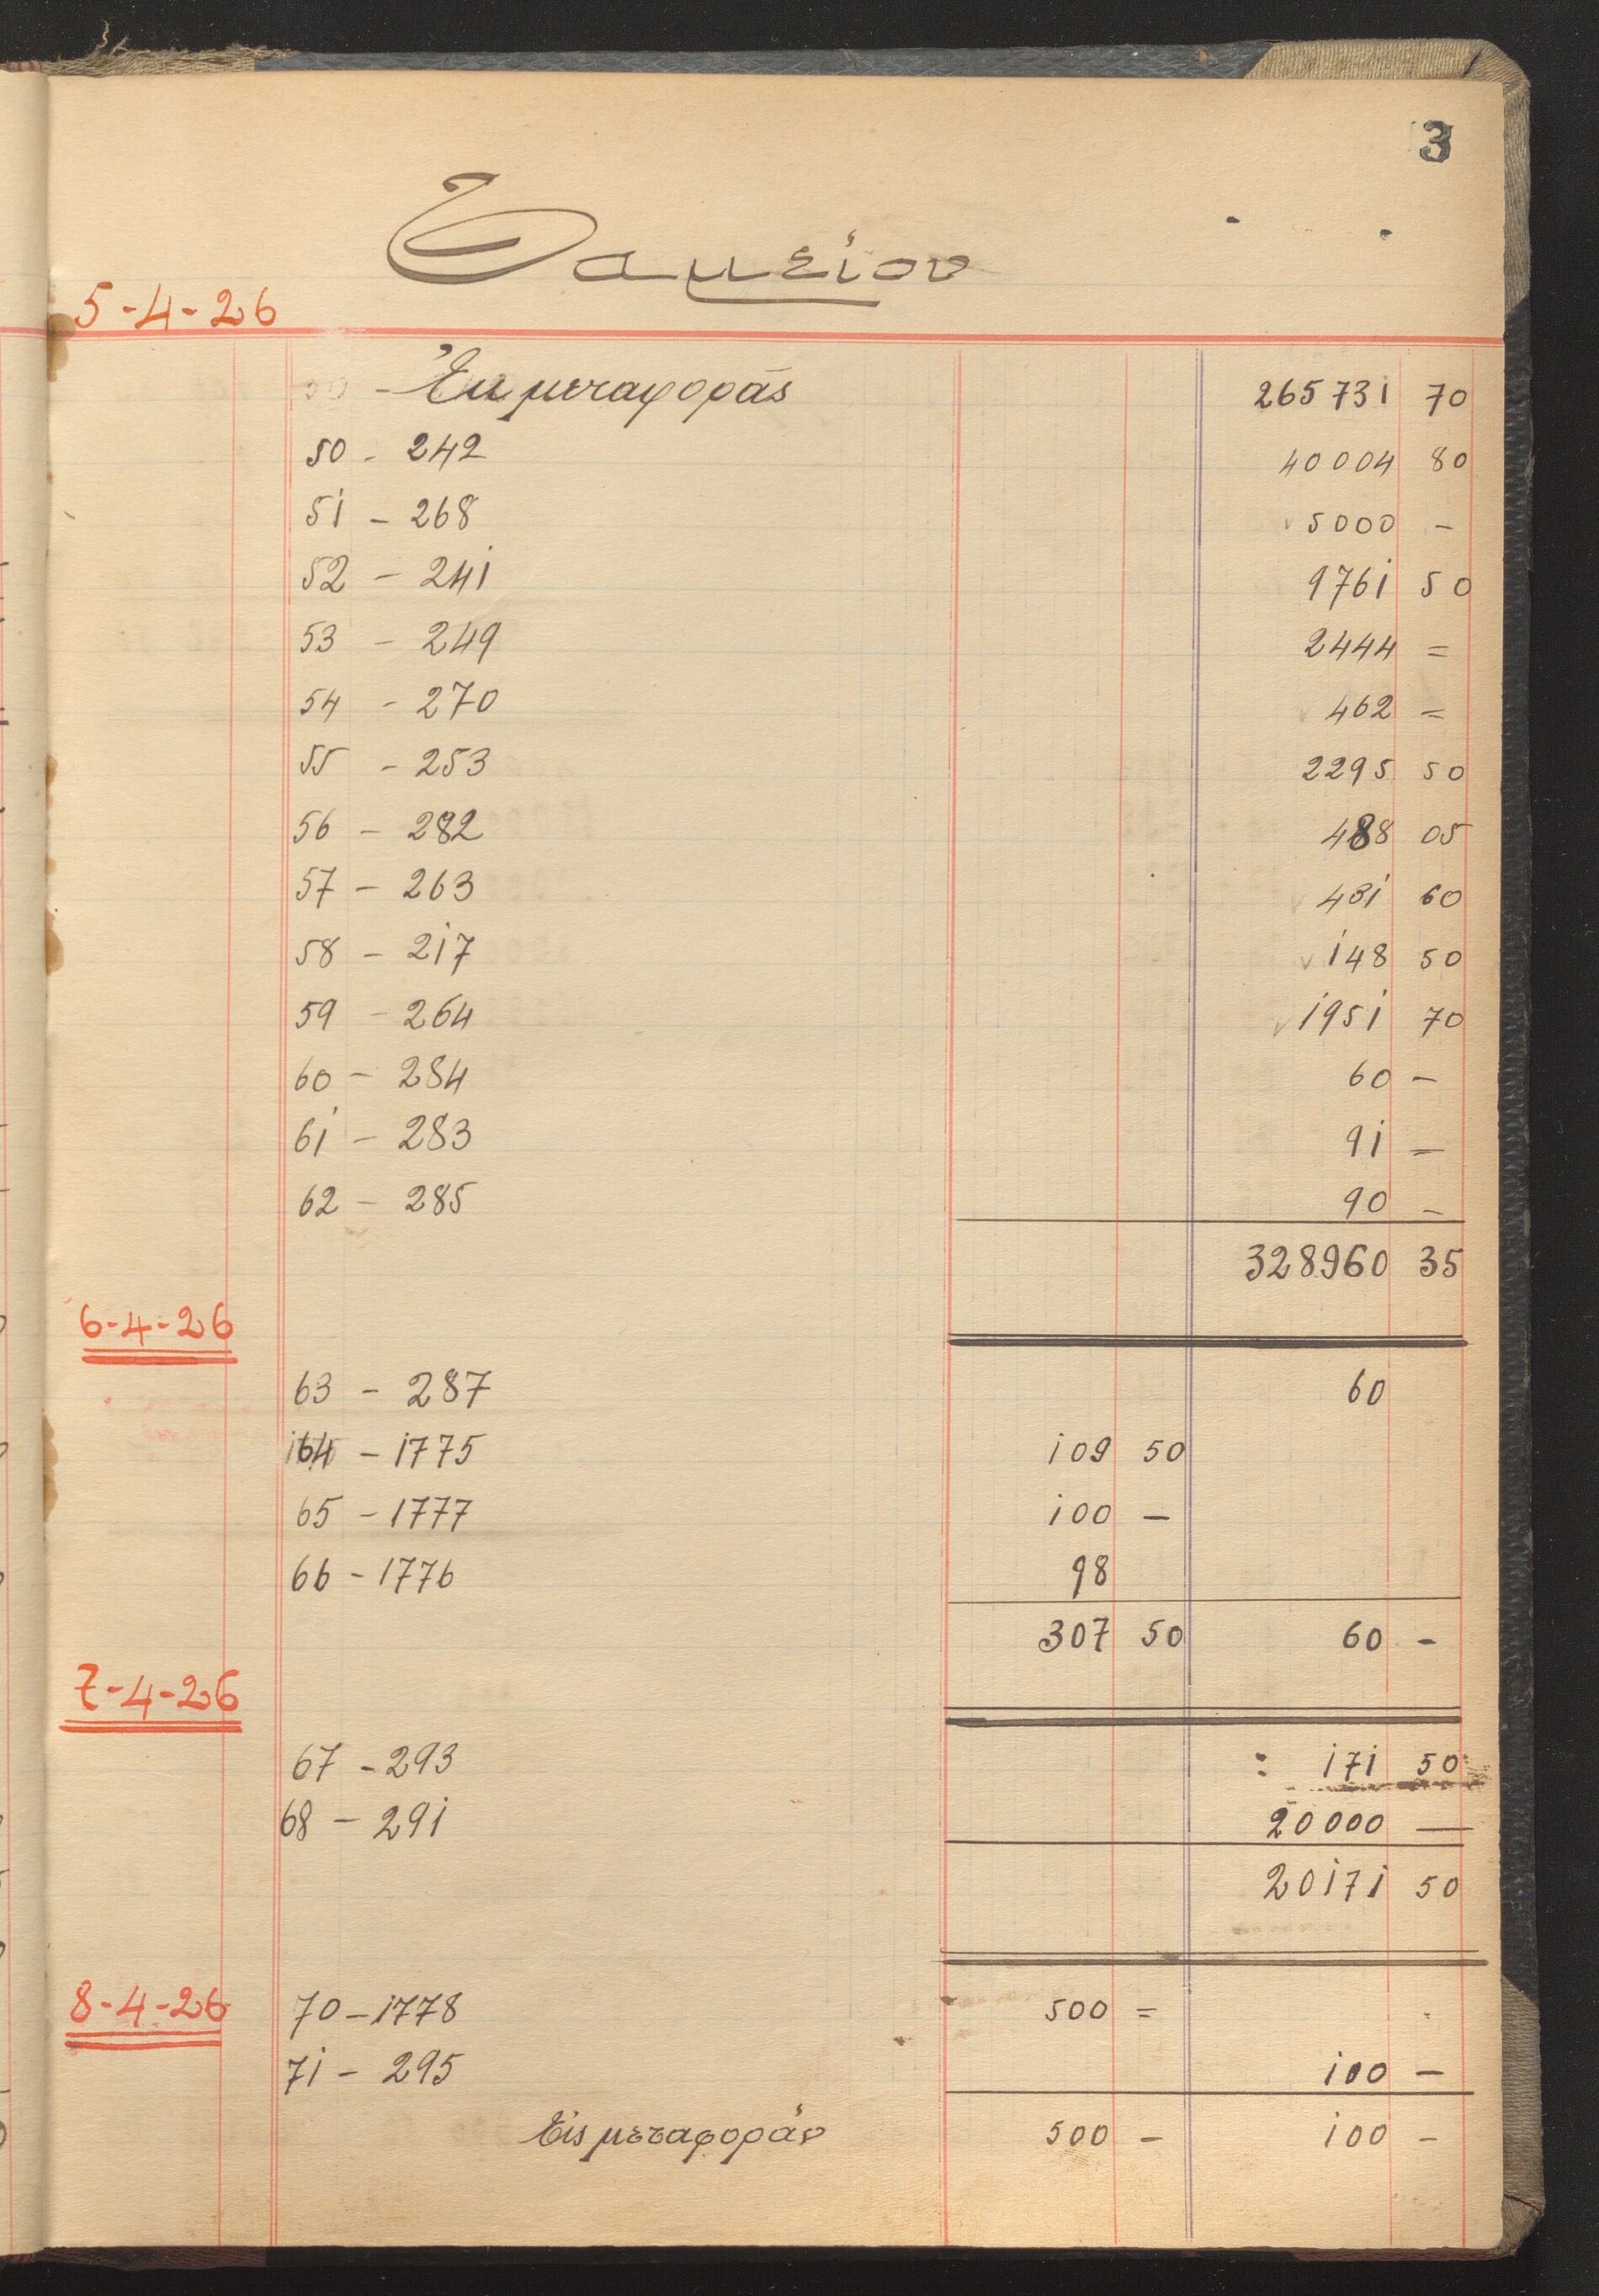 3
Ταμείον
5-4-26
Ἐκ μεταφορᾶς 265731 70
50 - 242 40004 80
51 - 268 5000 -
52 - 241 9761 50
53 - 249 2444 =
54 - 270 462 =
55 - 253 2295 50
56 - 282 488 05
57 - 263 431 60
58 - 217 148 50
59 - 264 1951 70
60 - 284 60 -
61 - 283 91 -
62 - 285 90 -
328960 35
6-4-26
63 - 287 60
64 - 1775 109 50
65 - 1777 100 -
66 - 1776 98
307 50 60 -
7-4-26
67 - 293 171 50
68 - 291 20000 -
20171 50
8-4-26 70 - 1778 500 =
71 - 295 100 -
Εἰς μεταφοράν 500 - 100 -